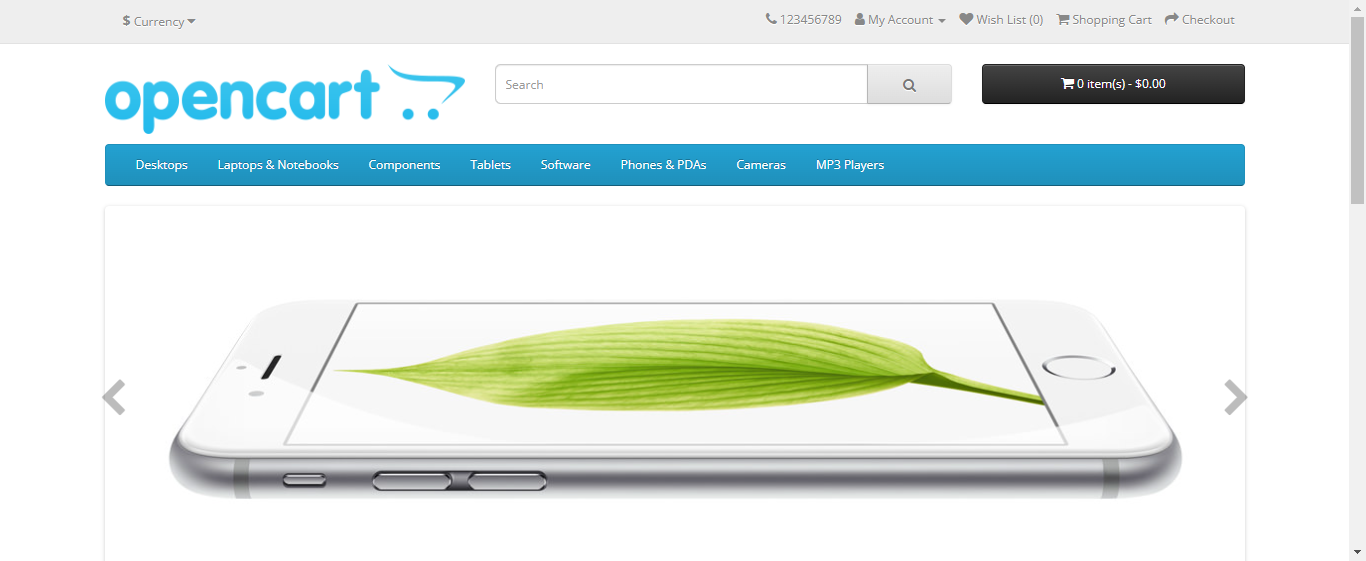 $ Currency
123456789 My Account Wish List (0) Shopping Cart Checkout
opencart
Search
0 item(s) - $0.00
Desktops Laptops & Notebooks Components Tablets Software Phones & PDAs Cameras MP3 Players